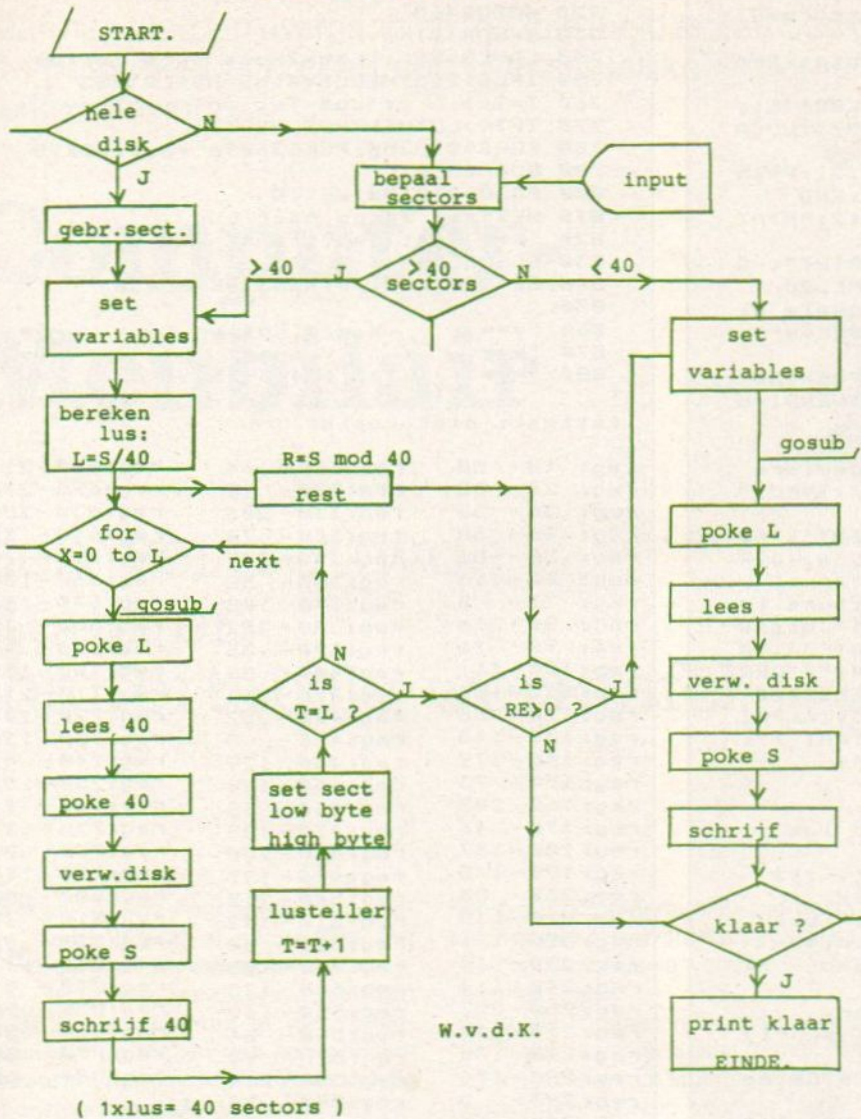 START.
hele
disk
N
J
bepaal
sectors
input
gebr.sect.
>40
J
>40
sectors
N
<40
set
variables
set
variables
bereken
lus:
L=S/40
R=S mod 40
rest
gosub
for
X=0 to L
next
gosub
poke L
poke L
lees
N
is
T=L ?
J
is
RE>0 ?
J
N
verw. disk
lees 40
poke 40
set sect
low byte
high byte
poke S
schrijf
verw.disk
lusteller
T=T+1
klaar ?
J
poke S
schrijf 40
W.v.d.K.
print klaar
EINDE.
( 1xlus= 40 sectors )